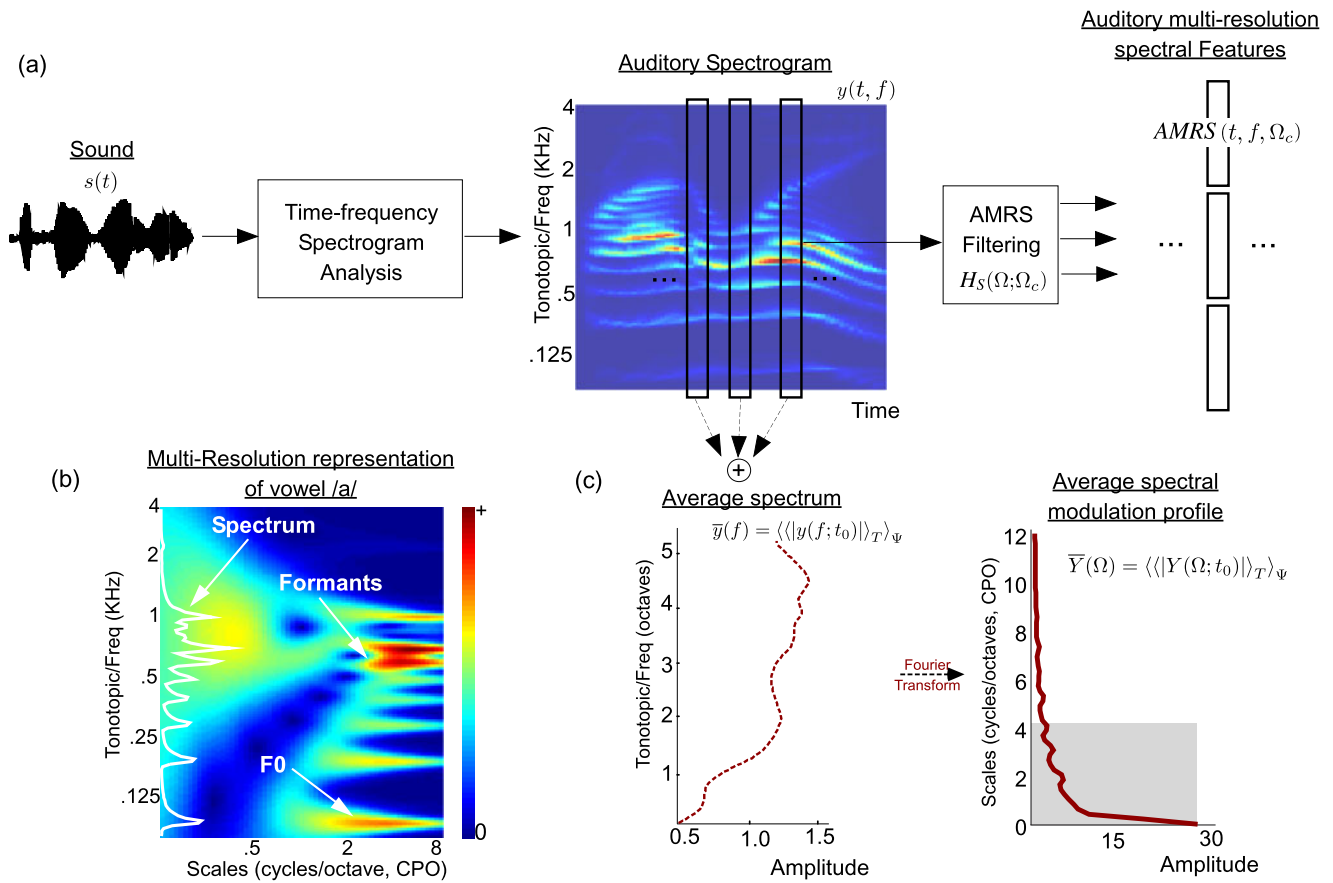 (a)
Sound
s(t)
Time-frequency
Spectrogram
Analysis
Auditory Spectrogram
y(t, f)
Tonotopic/Freq (KHz)
4
2
1
.5
.125
...
...
Time
AMRS
Filtering
H_S(Ω;Ω_c)
Auditory multi-resolution
spectral Features
AMRS (t, f, Ω_c)
...
...
(b)
Multi-Resolution representation
of vowel /a/
Tonotopic/Freq (KHz)
4
2
1
.5
.25
.125
Spectrum
Formants
F0
+
0
.5
2
8
Scales (cycles/octave, CPO)
(c)
+
Average spectrum
y̅(f) = ⟨⟨|y(f; t₀)|⟩_T⟩_Ψ
Tonotopic/Freq (octaves)
5
4
3
2
1
0.5
1.0
1.5
Amplitude
Fourier
Transform
Average spectral
modulation profile
Y̅(Ω) = ⟨⟨|Y(Ω; t₀)|⟩_T⟩_Ψ
Scales (cycles/octaves, CPO)
12
10
8
6
4
2
0
15
30
Amplitude